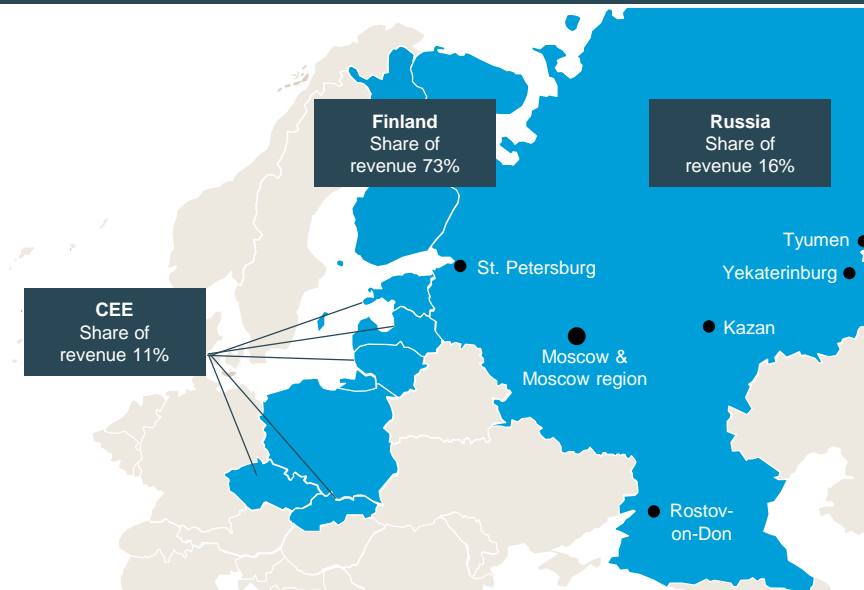 Finland
Share of
revenue 73%
Russia
Share of
revenue 16%
Tyumen
St. Petersburg
Yekaterinburg
CEE
Share of
revenue 11%
Kazan
Moscow &
Moscow region
Rostov-
on-Don